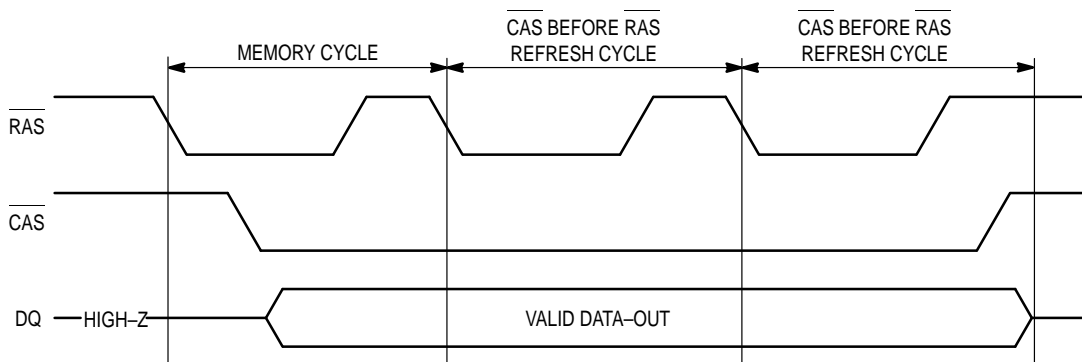 CAS BEFORE RAS
CAS BEFORE RAS
MEMORY CYCLE
REFRESH CYCLE
REFRESH CYCLE
RAS
CAS
DQ
HIGH–Z
VALID DATA–OUT